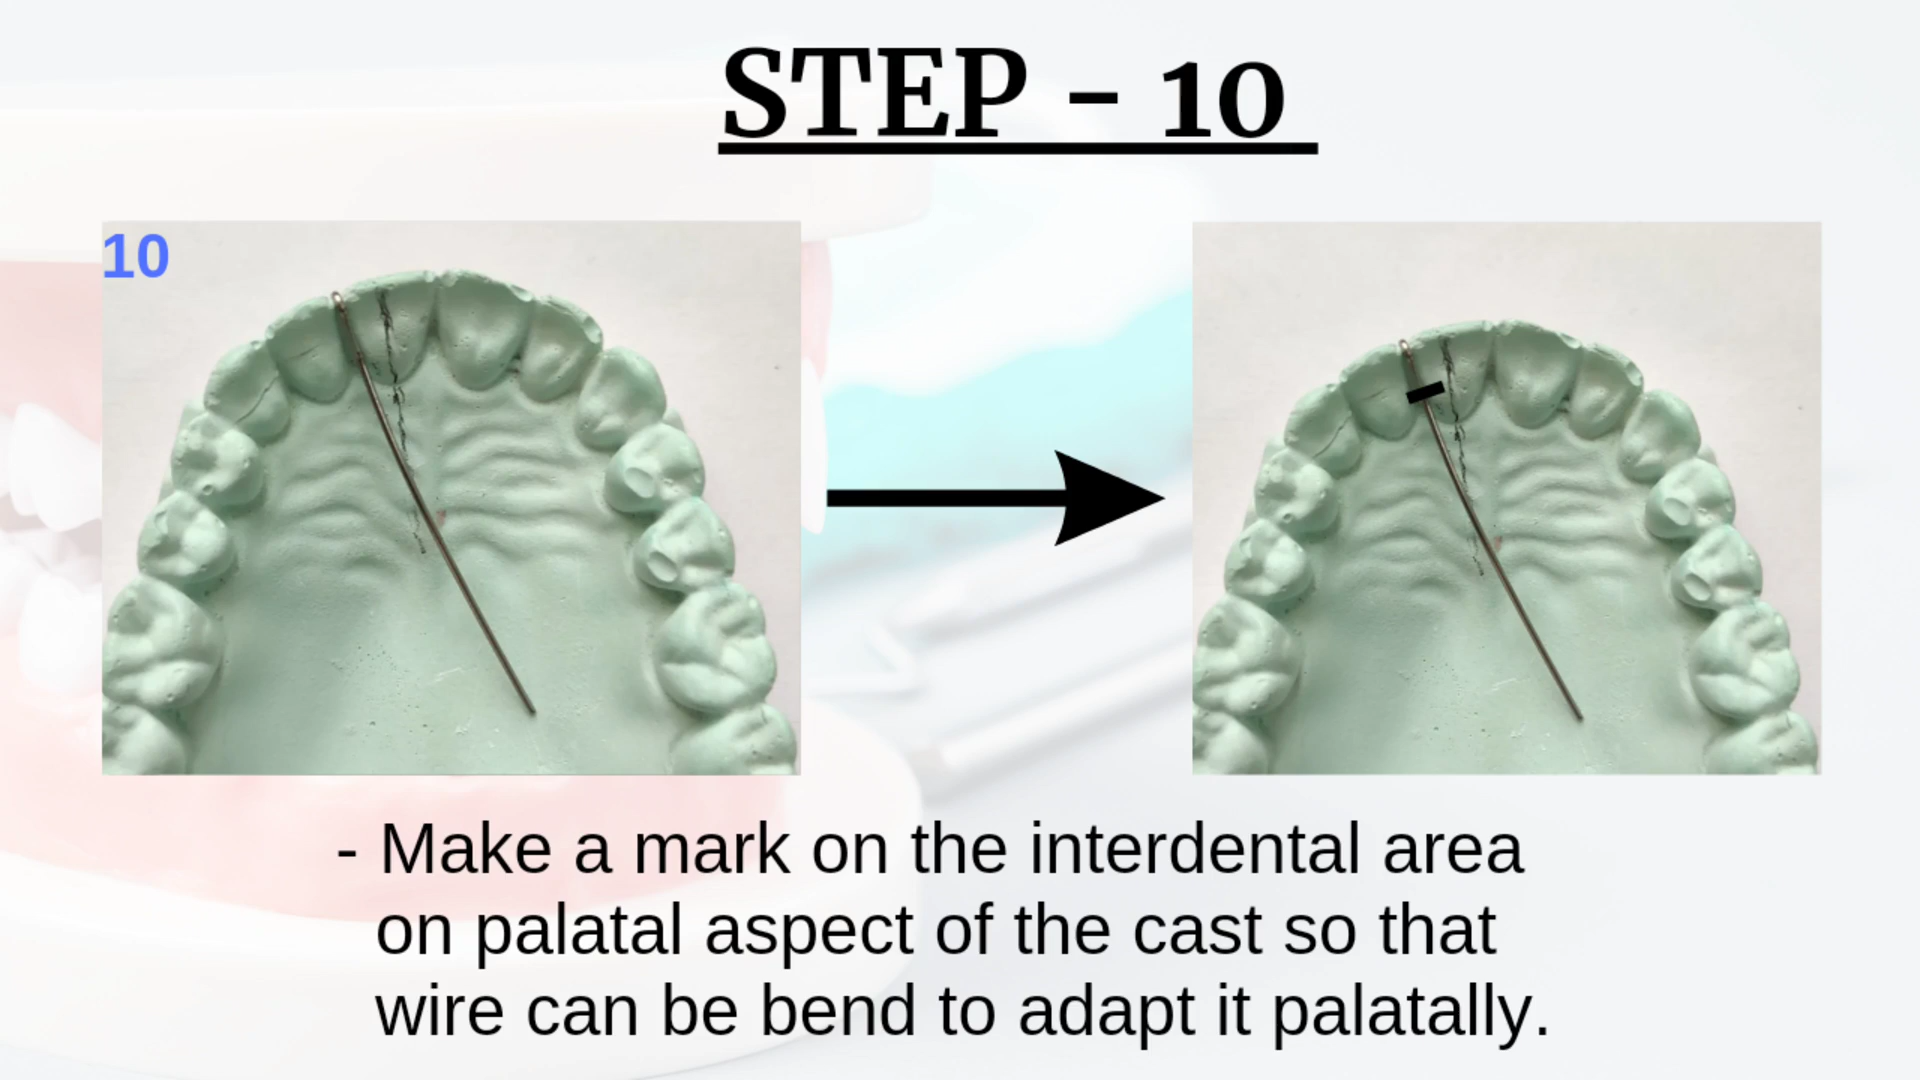 STEP – 10
10
- Make a mark on the interdental area
on palatal aspect of the cast so that
wire can be bend to adapt it palatally.